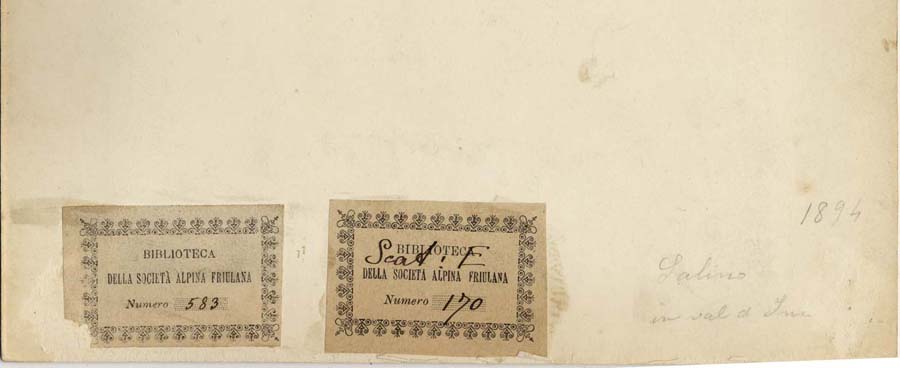 BIBLIOTECA
DELLA SOCIETÀ ALPINA FRIULANA
Numero 583
BIBLIOTECA
Scat. F
DELLA SOCIETÀ ALPINA FRIULANA
Numero 170
1894
Salino
in val d